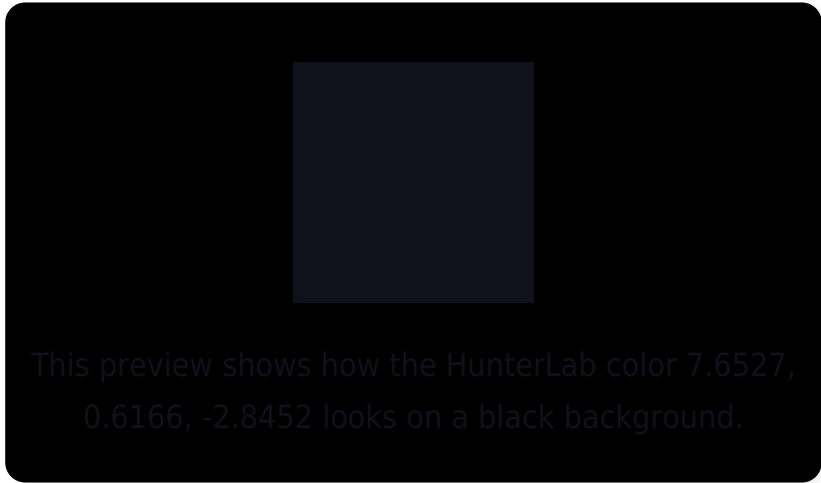 This preview shows how the HunterLab color 7.6527,
0.6166, -2.8452 looks on a black background.